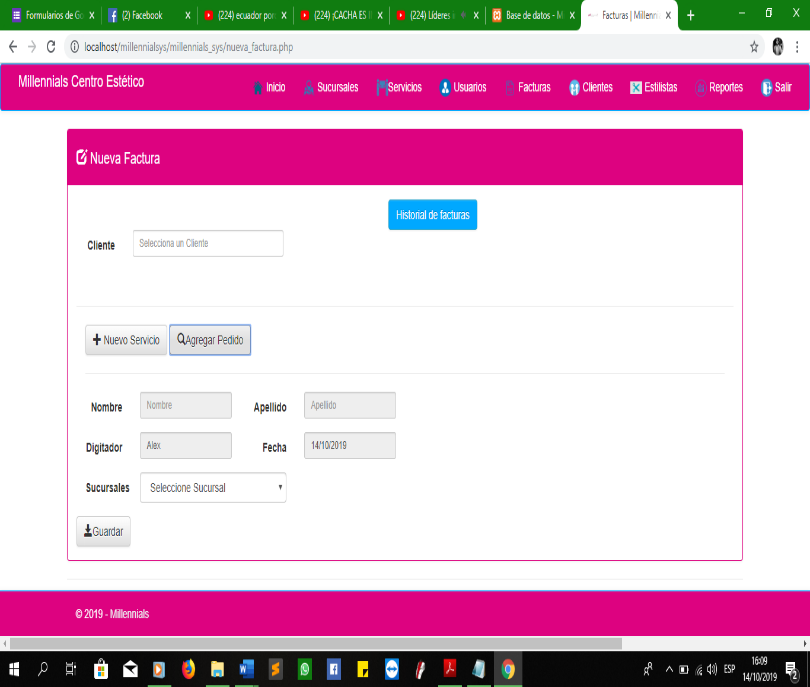 Formularios de Go
(2) Facebook
(224) ecuador por
(224) ¡GACHA ES
(224) Líderes
Base de datos - M
Facturas | Millenn
localhost/millennialsys/millennials_sys/nueva_factura.php
Millennials Centro Estético
Inicio
Sucursales
Servicios
Usuarios
Facturas
Clientes
Estilistas
Reportes
Salir
Nueva Factura
Historial de facturas
Cliente
Selecciona un Cliente
Nuevo Servicio
Agregar Pedido
Nombre
Nombre
Apellido
Apellido
Digitador
Alex
Fecha
14/10/2019
Sucursales
Seleccione Sucursal
Guardar
© 2019 - Millennials
ESP
16:09
14/10/2019
2